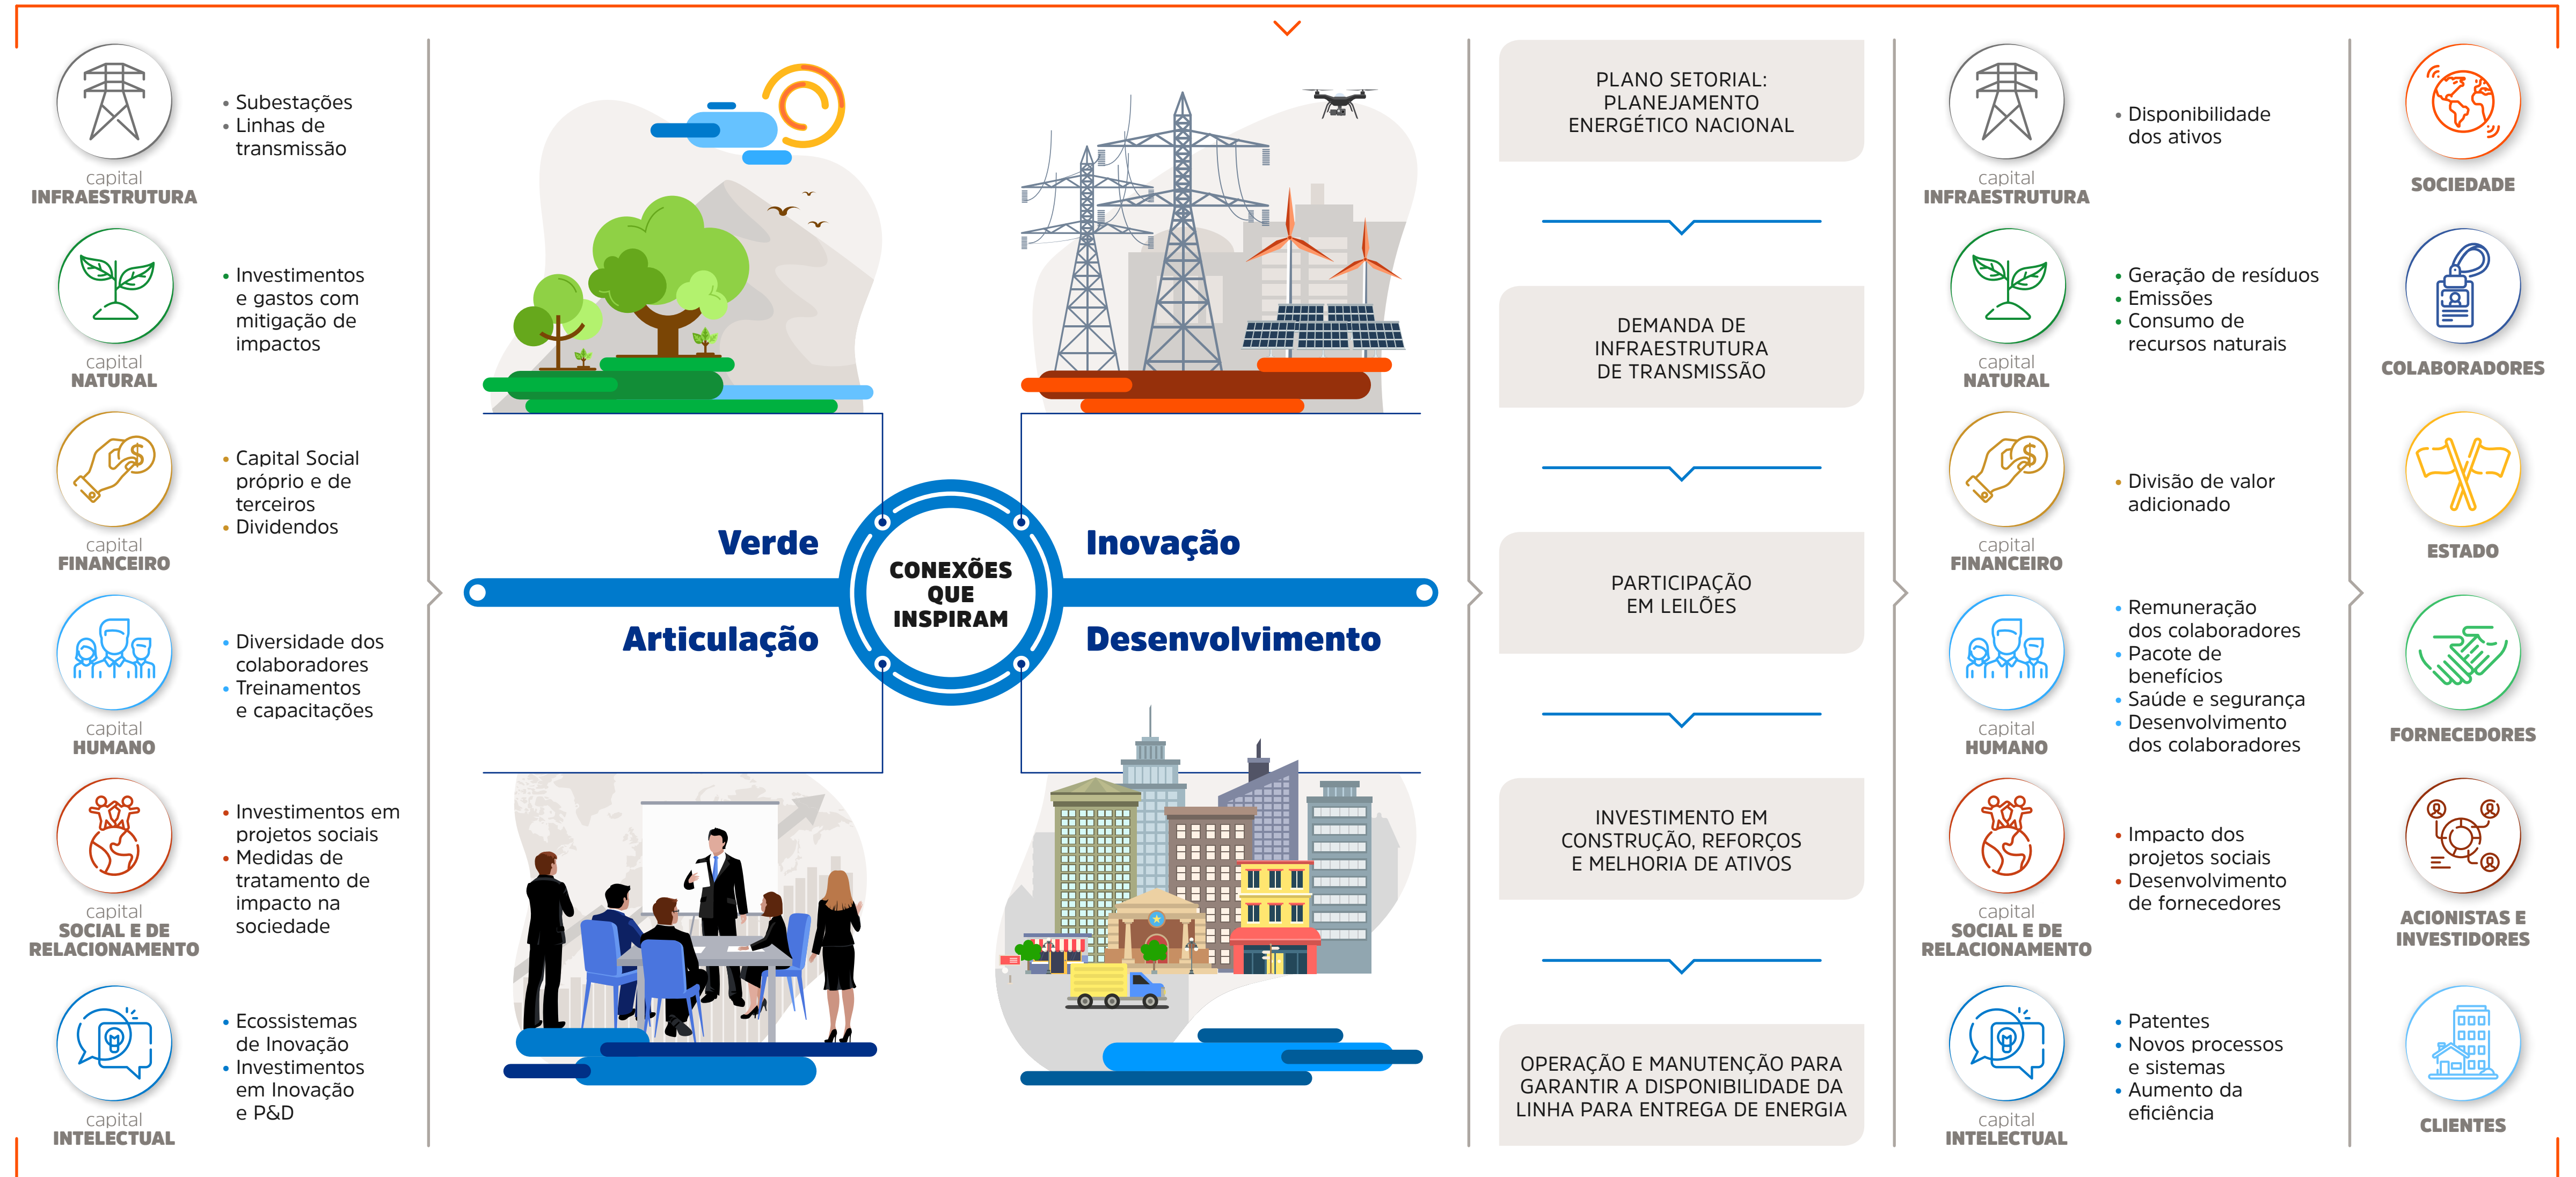 Subestações
Linhas de
transmissão
capital
INFRAESTRUTURA
Investimentos
e gastos com
mitigação de
impactos
capital
NATURAL
Capital Social
próprio e de
terceiros
Dividendos
capital
FINANCEIRO
Diversidade dos
colaboradores
Treinamentos
e capacitações
capital
HUMANO
Investimentos em
projetos sociais
Medidas de
tratamento de
impacto na
sociedade
capital
SOCIAL E DE
RELACIONAMENTO
Ecossistemas
de Inovação
Investimentos
em Inovação
e P&D
capital
INTELECTUAL
Verde
Inovação
CONEXÕES
QUE
INSPIRAM
Articulação
Desenvolvimento
PLANO SETORIAL:
PLANEJAMENTO
ENERGÉTICO NACIONAL
DEMANDA DE
INFRAESTRUTURA
DE TRANSMISSÃO
PARTICIPAÇÃO
EM LEILÕES
INVESTIMENTO EM
CONSTRUÇÃO, REFORÇOS
E MELHORIA DE ATIVOS
OPERAÇÃO E MANUTENÇÃO PARA
GARANTIR A DISPONIBILIDADE DA
LINHA PARA ENTREGA DE ENERGIA
Disponibilidade
dos ativos
capital
INFRAESTRUTURA
Geração de resíduos
Emissões
Consumo de
recursos naturais
capital
NATURAL
Divisão de valor
adicionado
capital
FINANCEIRO
Remuneração
dos colaboradores
Pacote de
benefícios
Saúde e segurança
Desenvolvimento
dos colaboradores
capital
HUMANO
Impacto dos
projetos sociais
Desenvolvimento
de fornecedores
capital
SOCIAL E DE
RELACIONAMENTO
Patentes
Novos processos
e sistemas
Aumento da
eficiência
capital
INTELECTUAL
SOCIEDADE
COLABORADORES
ESTADO
FORNECEDORES
ACIONISTAS E
INVESTIDORES
CLIENTES